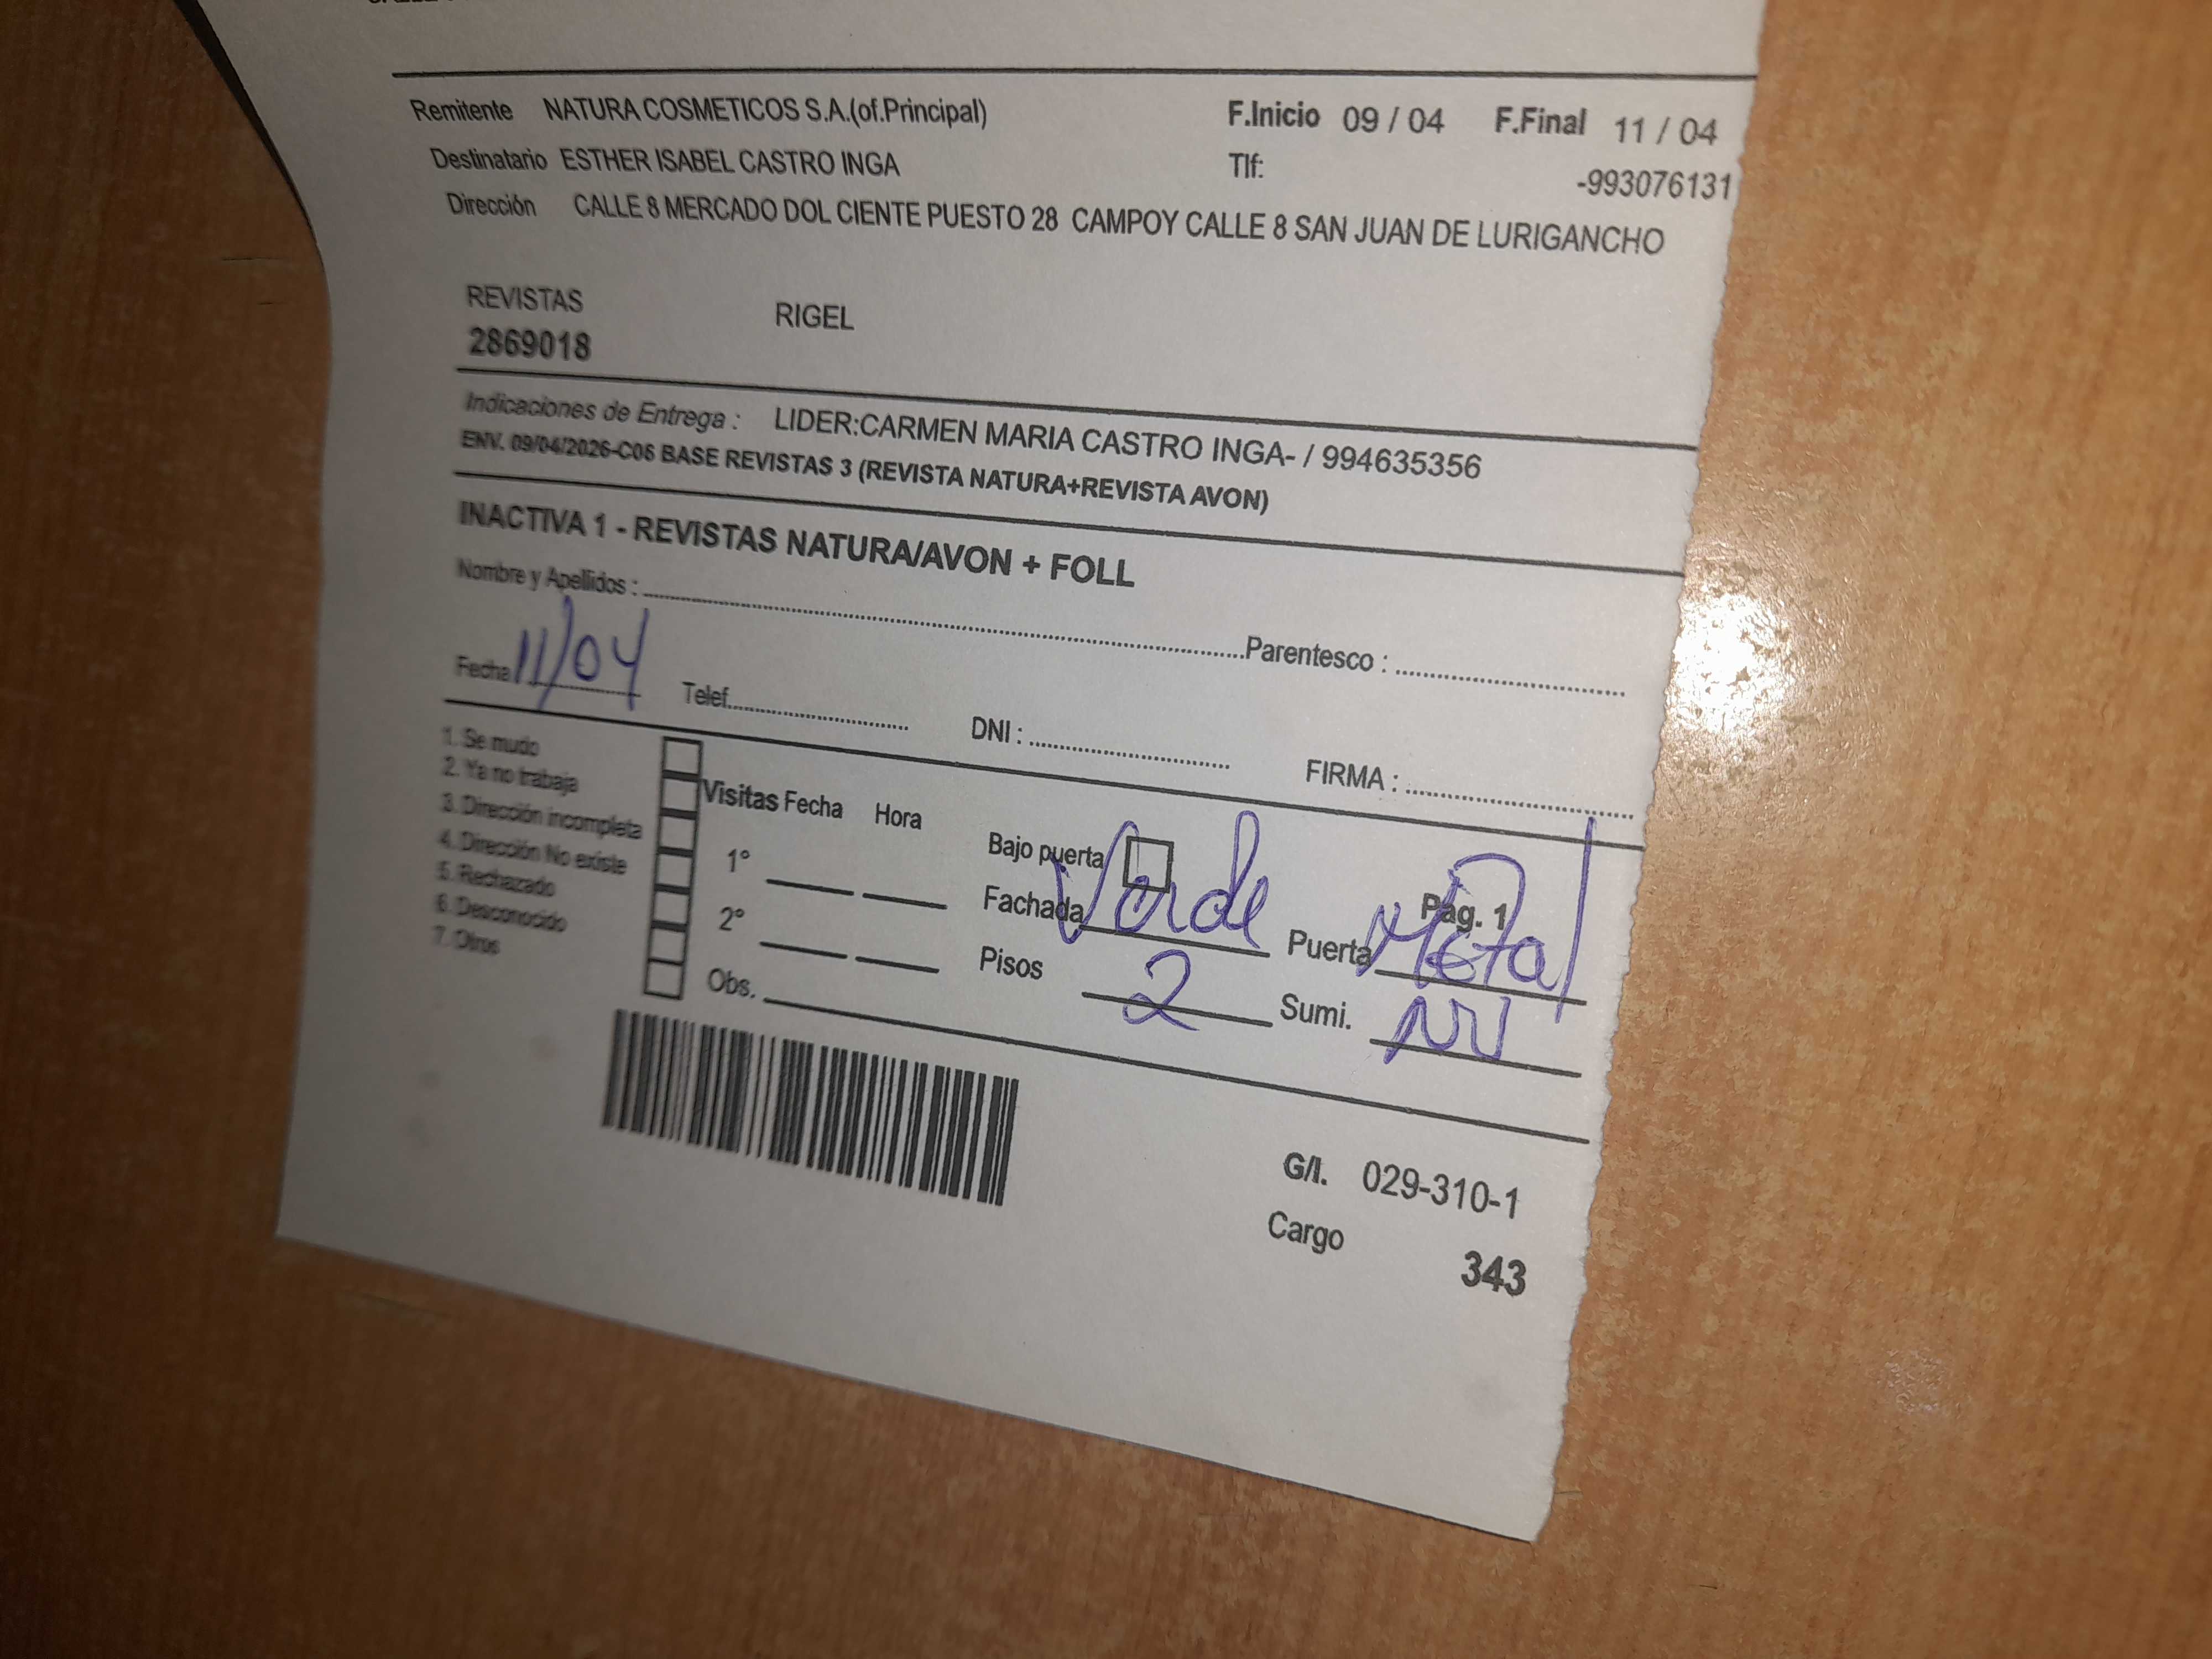 Remitente NATURA COSMETICOS S.A.(of.Principal) F.Inicio 09 / 04 F.Final 11 / 04
Destinatario ESTHER ISABEL CASTRO INGA Tlf: -993076131
Dirección CALLE 8 MERCADO DOL CIENTE PUESTO 28 CAMPOY CALLE 8 SAN JUAN DE LURIGANCHO
REVISTAS RIGEL
2869018
Indicaciones de Entrega : LIDER:CARMEN MARIA CASTRO INGA- / 994635356
ENV. 09/04/2026-C06 BASE REVISTAS 3 (REVISTA NATURA+REVISTA AVON)
INACTIVA 1 - REVISTAS NATURA/AVON + FOLL
Nombre y Apellidos : Parentesco :
Fecha 11/04 Telef. DNI : FIRMA :
1. Se mudo
2. Ya no trabaja
3. Dirección incompleta
4. Dirección No existe
5. Rechazado
6. Desconocido
7. Otros
Visitas Fecha Hora
1°
2°
Obs.
Bajo puerta Pag. 1
Fachada Verde Puerta Metal
Pisos 2 Sumi.
G/I. 029-310-1
Cargo 343